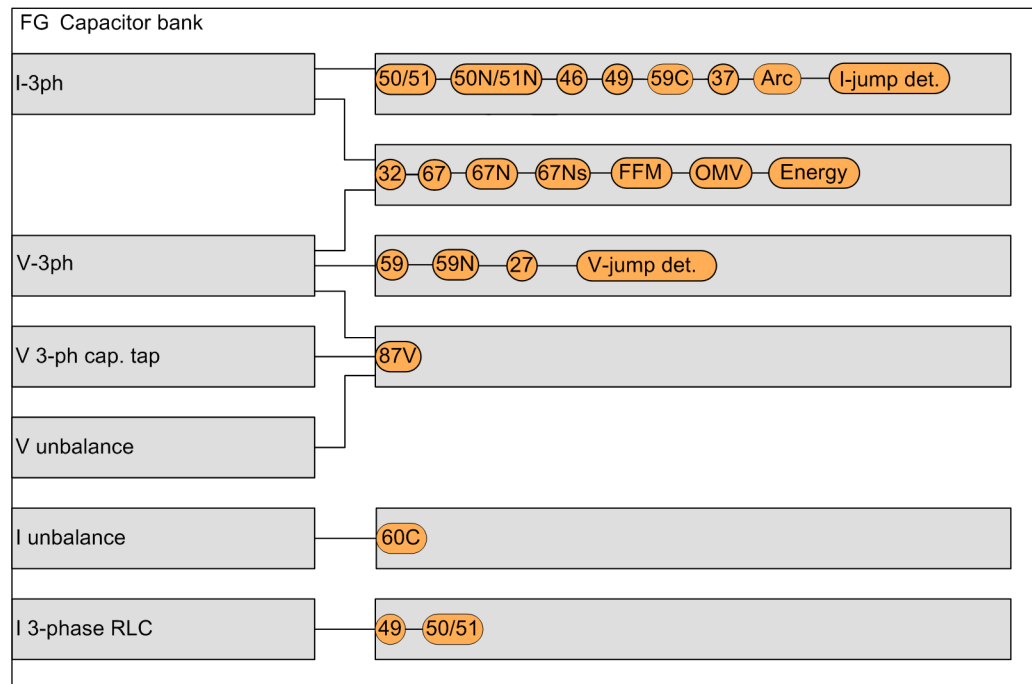 FG Capacitor bank
I-3ph
50/51 50N/51N 46 49 59C 37 Arc I-jump det.
32 67 67N 67Ns FFM OMV Energy
V-3ph
59 59N 27 V-jump det.
V 3-ph cap. tap
87V
V unbalance
I unbalance
60C
I 3-phase RLC
49 50/51